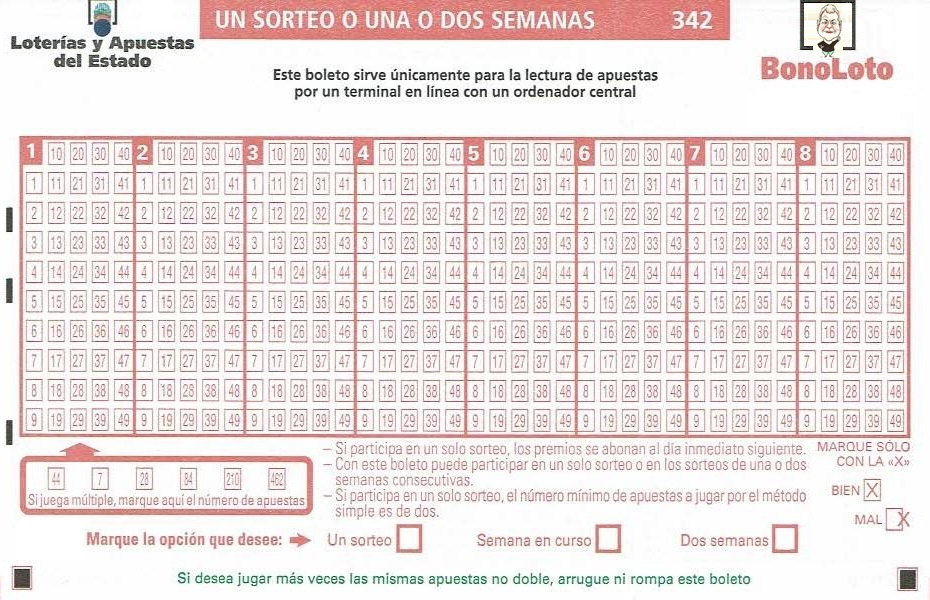 UN SORTEO O UNA O DOS SEMANAS 342
Loterías y Apuestas
del Estado
BonoLoto
Este boleto sirve únicamente para la lectura de apuestas
por un terminal en línea con un ordenador central
1 10 20 30 40 2 10 20 30 40 3 10 20 30 40 4 10 20 30 40 5 10 20 30 40 6 10 20 30 40 7 10 20 30 40 8 10 20 30 40
1 11 21 31 41 1 11 21 31 41 1 11 21 31 41 1 11 21 31 41 1 11 21 31 41 1 11 21 31 41 1 11 21 31 41 1 11 21 31 41
2 12 22 32 42 2 12 22 32 42 2 12 22 32 42 2 12 22 32 42 2 12 22 32 42 2 12 22 32 42 2 12 22 32 42 2 12 22 32 42
3 13 23 33 43 3 13 23 33 43 3 13 23 33 43 3 13 23 33 43 3 13 23 33 43 3 13 23 33 43 3 13 23 33 43 3 13 23 33 43
4 14 24 34 44 4 14 24 34 44 4 14 24 34 44 4 14 24 34 44 4 14 24 34 44 4 14 24 34 44 4 14 24 34 44 4 14 24 34 44
5 15 25 35 45 5 15 25 35 45 5 15 25 35 45 5 15 25 35 45 5 15 25 35 45 5 15 25 35 45 5 15 25 35 45 5 15 25 35 45
6 16 26 36 46 6 16 26 36 46 6 16 26 36 46 6 16 26 36 46 6 16 26 36 46 6 16 26 36 46 6 16 26 36 46 6 16 26 36 46
7 17 27 37 47 7 17 27 37 47 7 17 27 37 47 7 17 27 37 47 7 17 27 37 47 7 17 27 37 47 7 17 27 37 47 7 17 27 37 47
8 18 28 38 48 8 18 28 38 48 8 18 28 38 48 8 18 28 38 48 8 18 28 38 48 8 18 28 38 48 8 18 28 38 48 8 18 28 38 48
9 19 29 39 49 9 19 29 39 49 9 19 29 39 49 9 19 29 39 49 9 19 29 39 49 9 19 29 39 49 9 19 29 39 49 9 19 29 39 49
44 7 28 84 210 462
Si juega múltiple, marque aquí el número de apuestas
– Si participa en un solo sorteo, los premios se abonan al día inmediato siguiente.
– Con este boleto puede participar en un solo sorteo o en los sorteos de una o dos
semanas consecutivas.
– Si participa en un solo sorteo, el número mínimo de apuestas a jugar por el método
simple es de dos.
MARQUE SÓLO
CON LA «X»
BIEN X
MAL X
Marque la opción que desee: Un sorteo Semana en curso Dos semanas
Si desea jugar más veces las mismas apuestas no doble, arrugue ni rompa este boleto